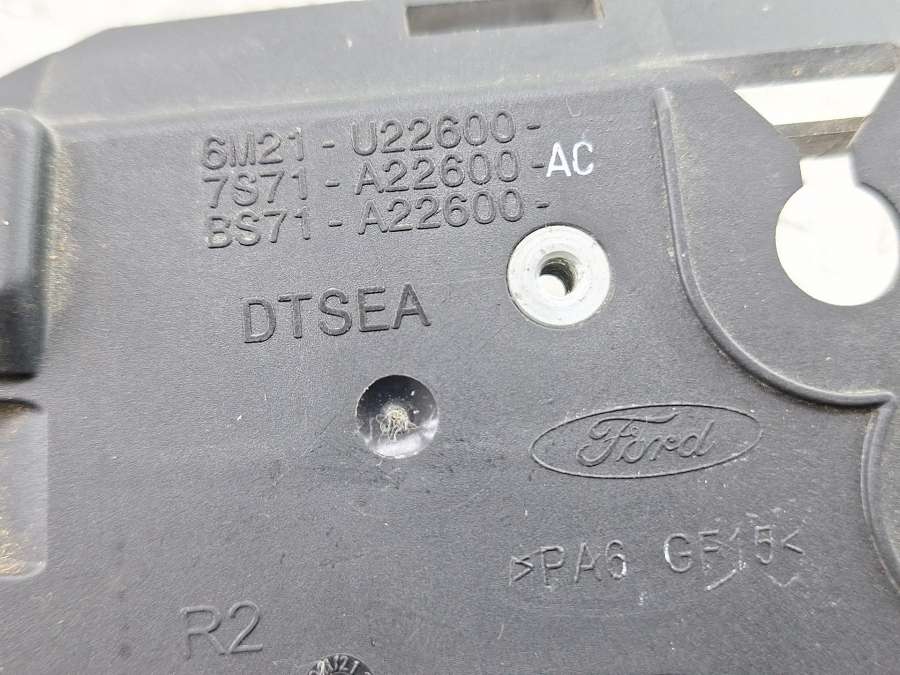 6M21 - U22600 -
7S71 - A22600 - AC
BS71 - A22600 -
DTSEA
Ford
>PA6 GF15<
R2